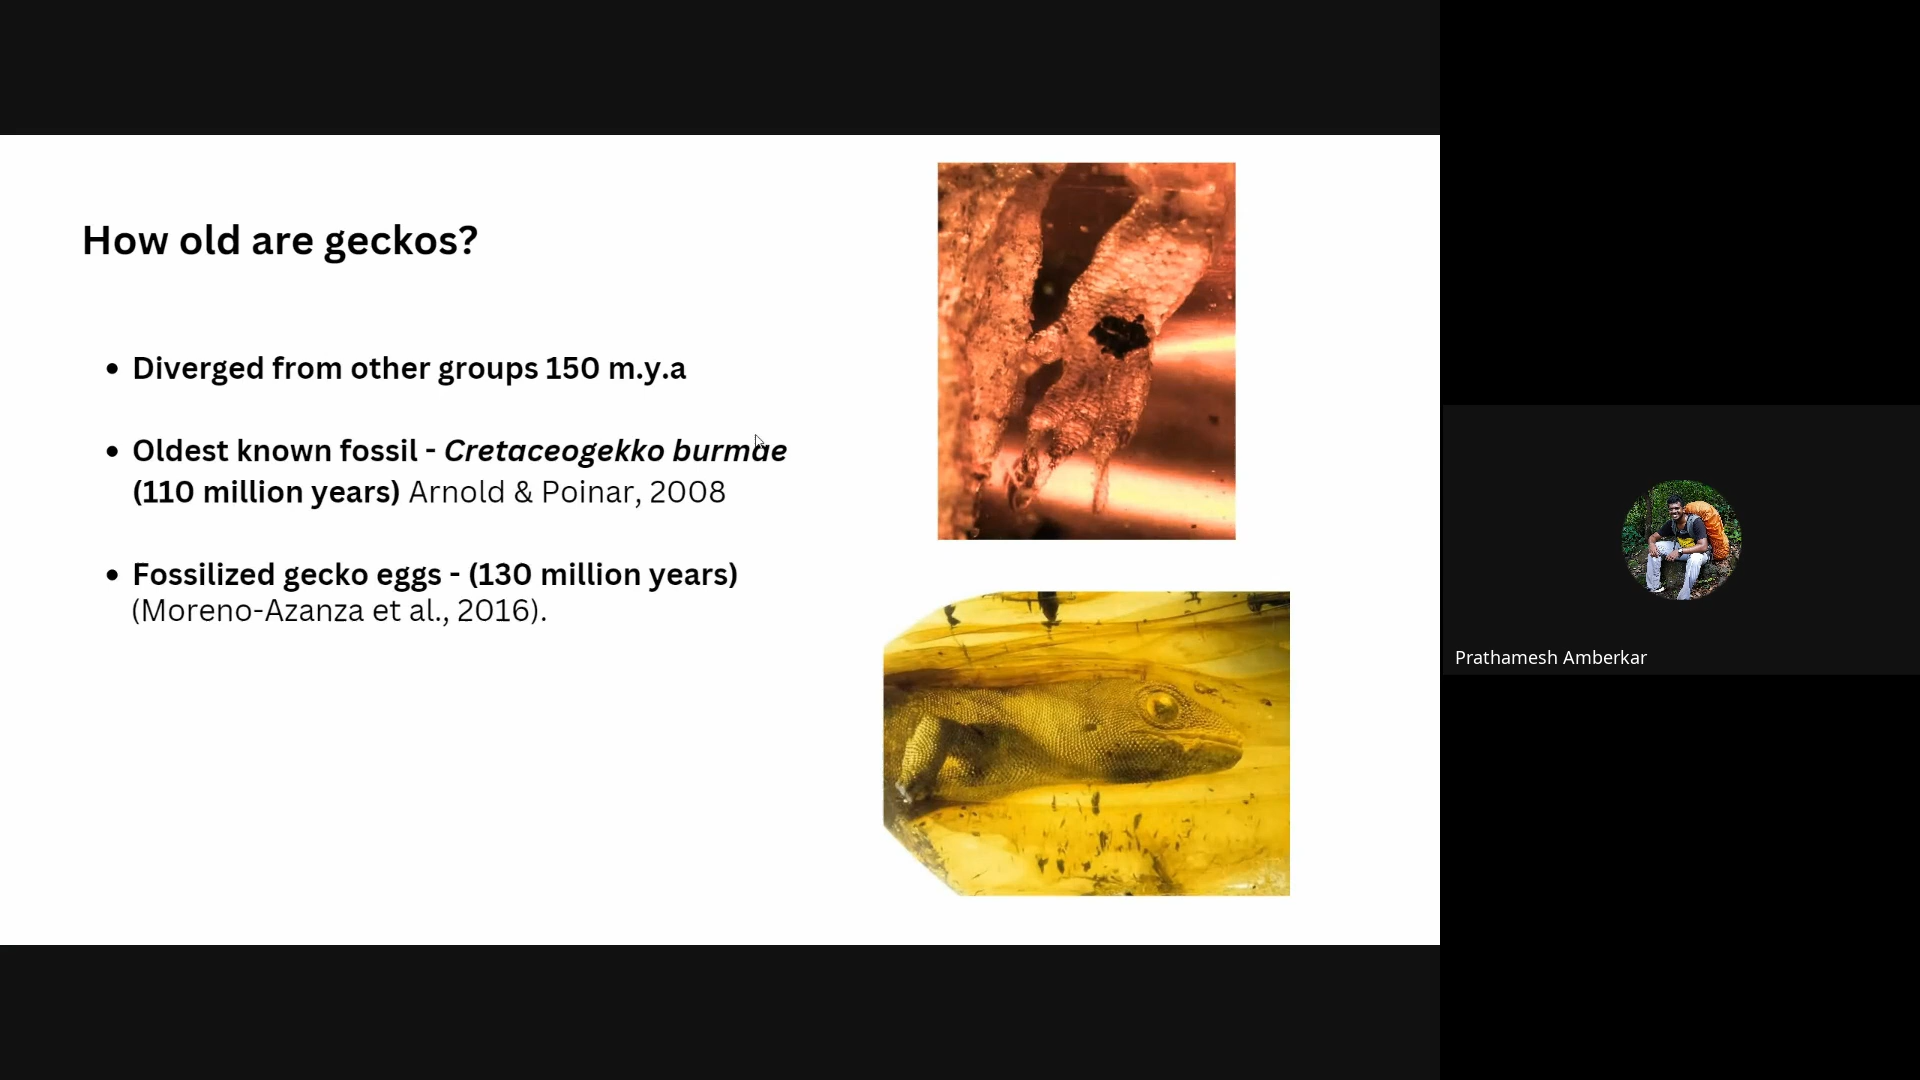 How old are geckos?
• Diverged from other groups 150 m.y.a
• Oldest known fossil - Cretaceogekko burmae
(110 million years) Arnold & Poinar, 2008
• Fossilized gecko eggs - (130 million years)
(Moreno-Azanza et al., 2016).
Prathamesh Amberkar